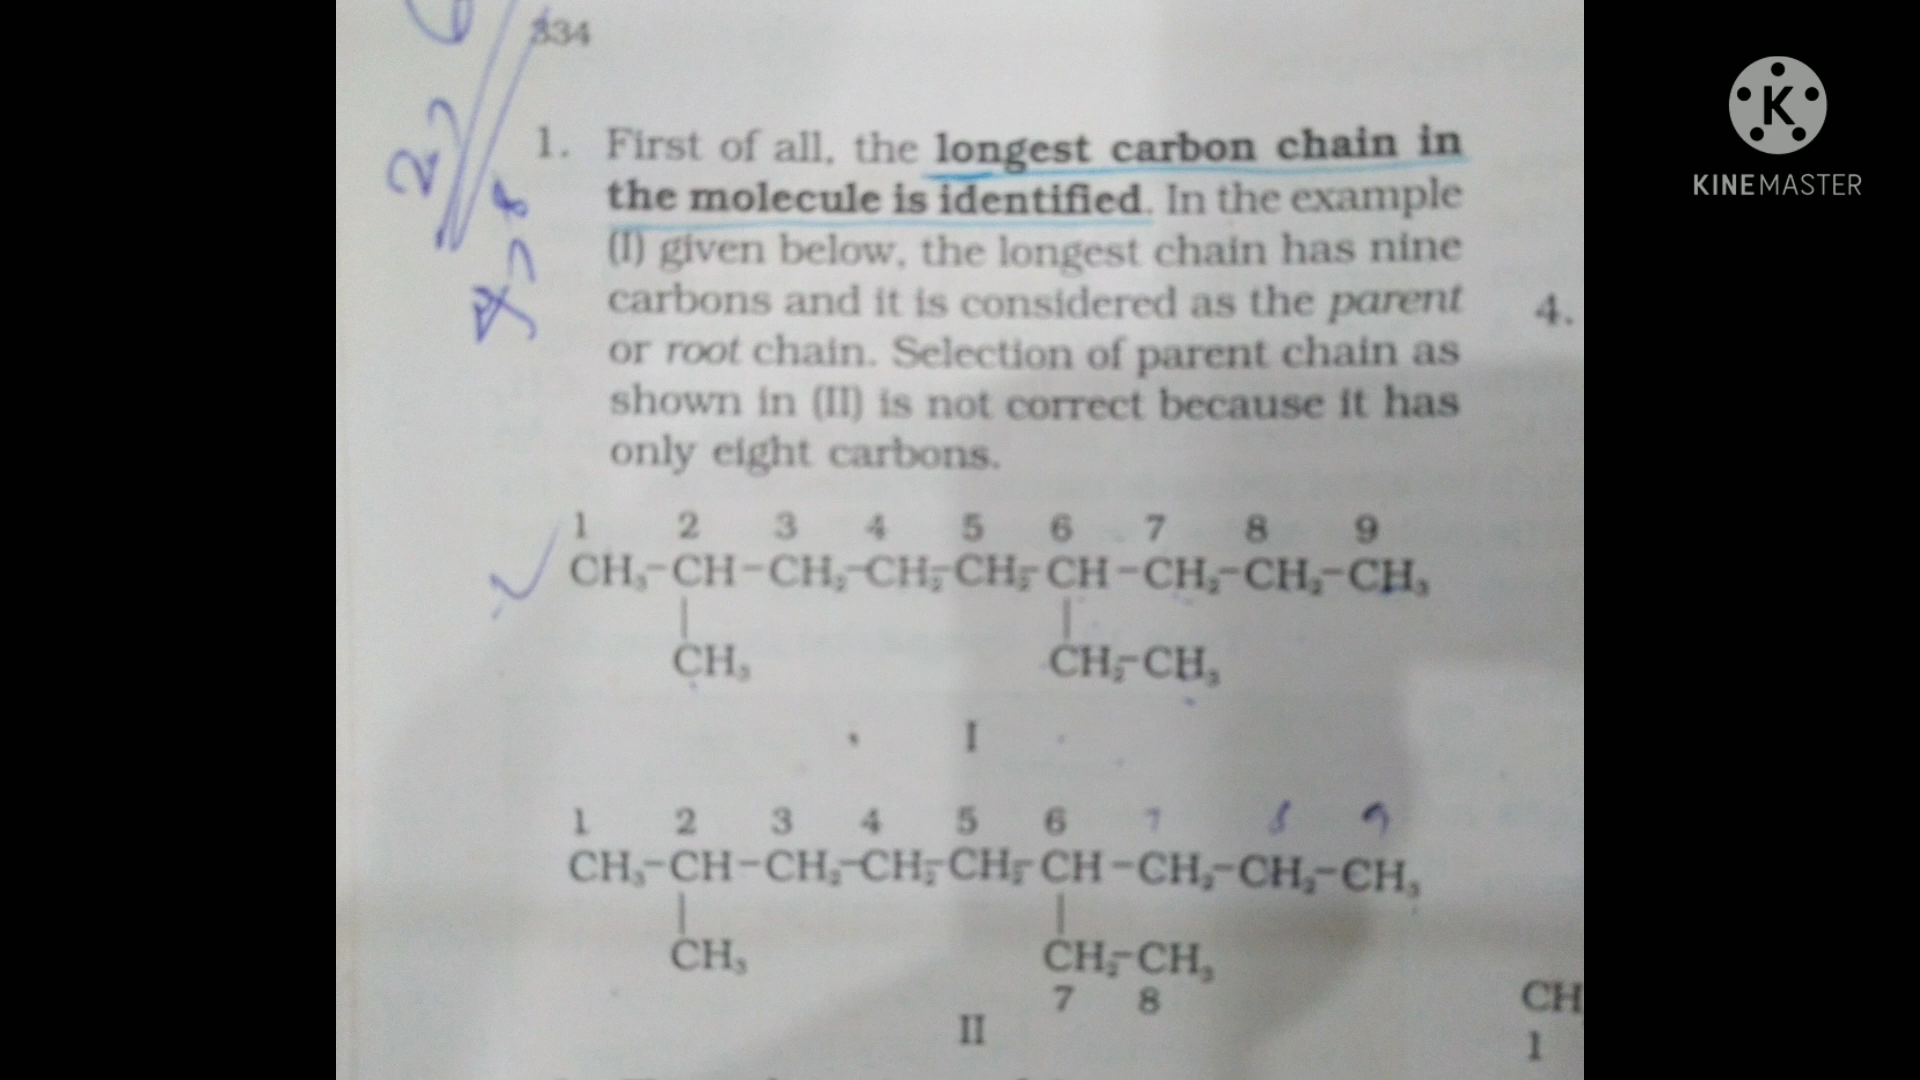 334
1. First of all, the longest carbon chain in
the molecule is identified. In the example
(I) given below, the longest chain has nine
carbons and it is considered as the parent
or root chain. Selection of parent chain as
shown in (II) is not correct because it has
only eight carbons.
1 2 3 4 5 6 7 8 9
CH₃-CH-CH₂-CH₂-CH₂-CH-CH₂-CH₂-CH₃
CH₃ CH₂-CH₃
I
1 2 3 4 5 6 7 8 9
CH₃-CH-CH₂-CH₂-CH₂-CH-CH₂-CH₂-CH₃
CH₃ CH₂-CH₃
7 8
II
4.
CH
1
KINEMASTER